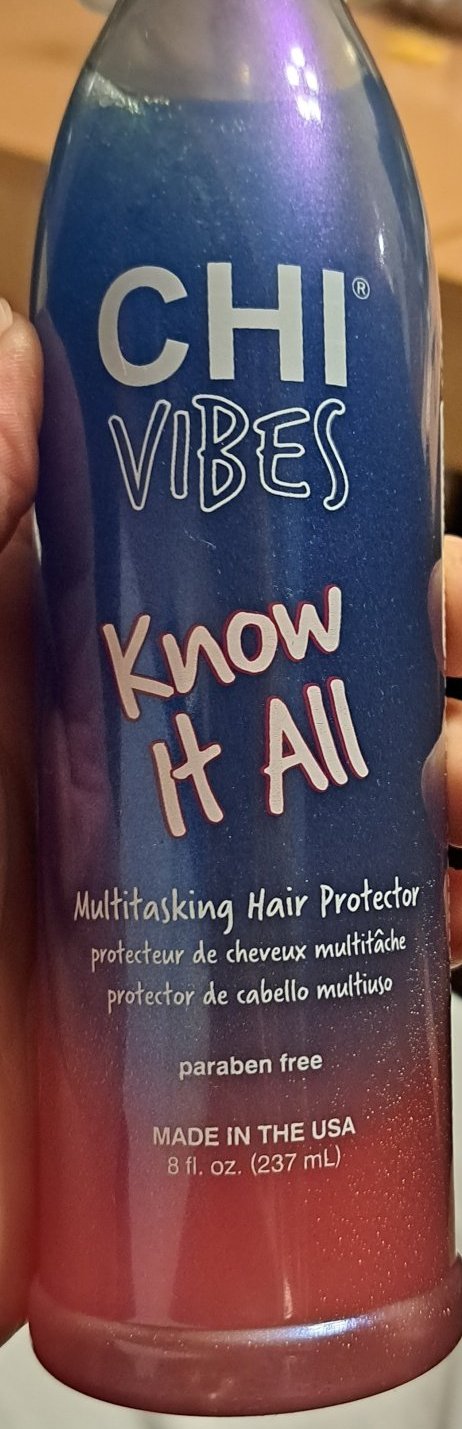 CHI®
VIBES
Know
It All
Multitasking Hair Protector
protecteur de cheveux multitâche
protector de cabello multiuso
paraben free
MADE IN THE USA
8 fl. oz. (237 mL)